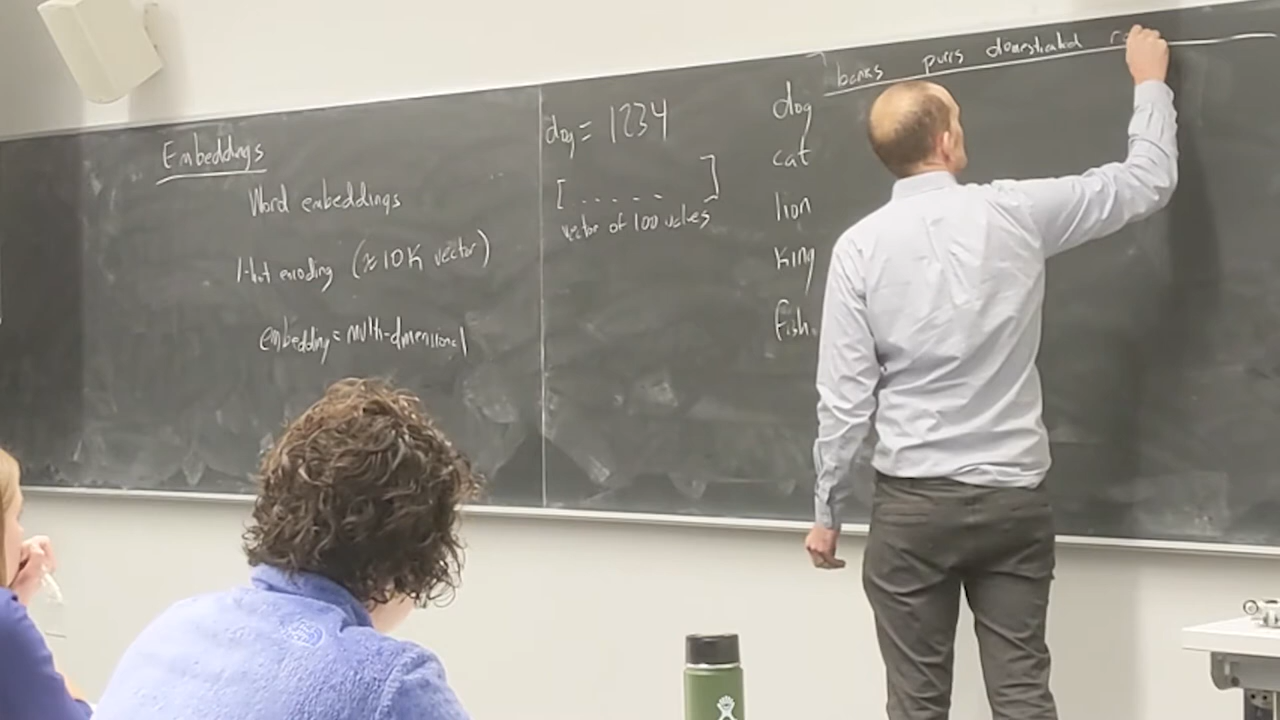 Embeddings
Word embeddings
1-hot encoding (≈10K vector)
embedding = multi-dimensional
dog = 1234
[ . . . . . ]
vector of 100 values
barks purrs domesticated
dog
cat
lion
king
fish